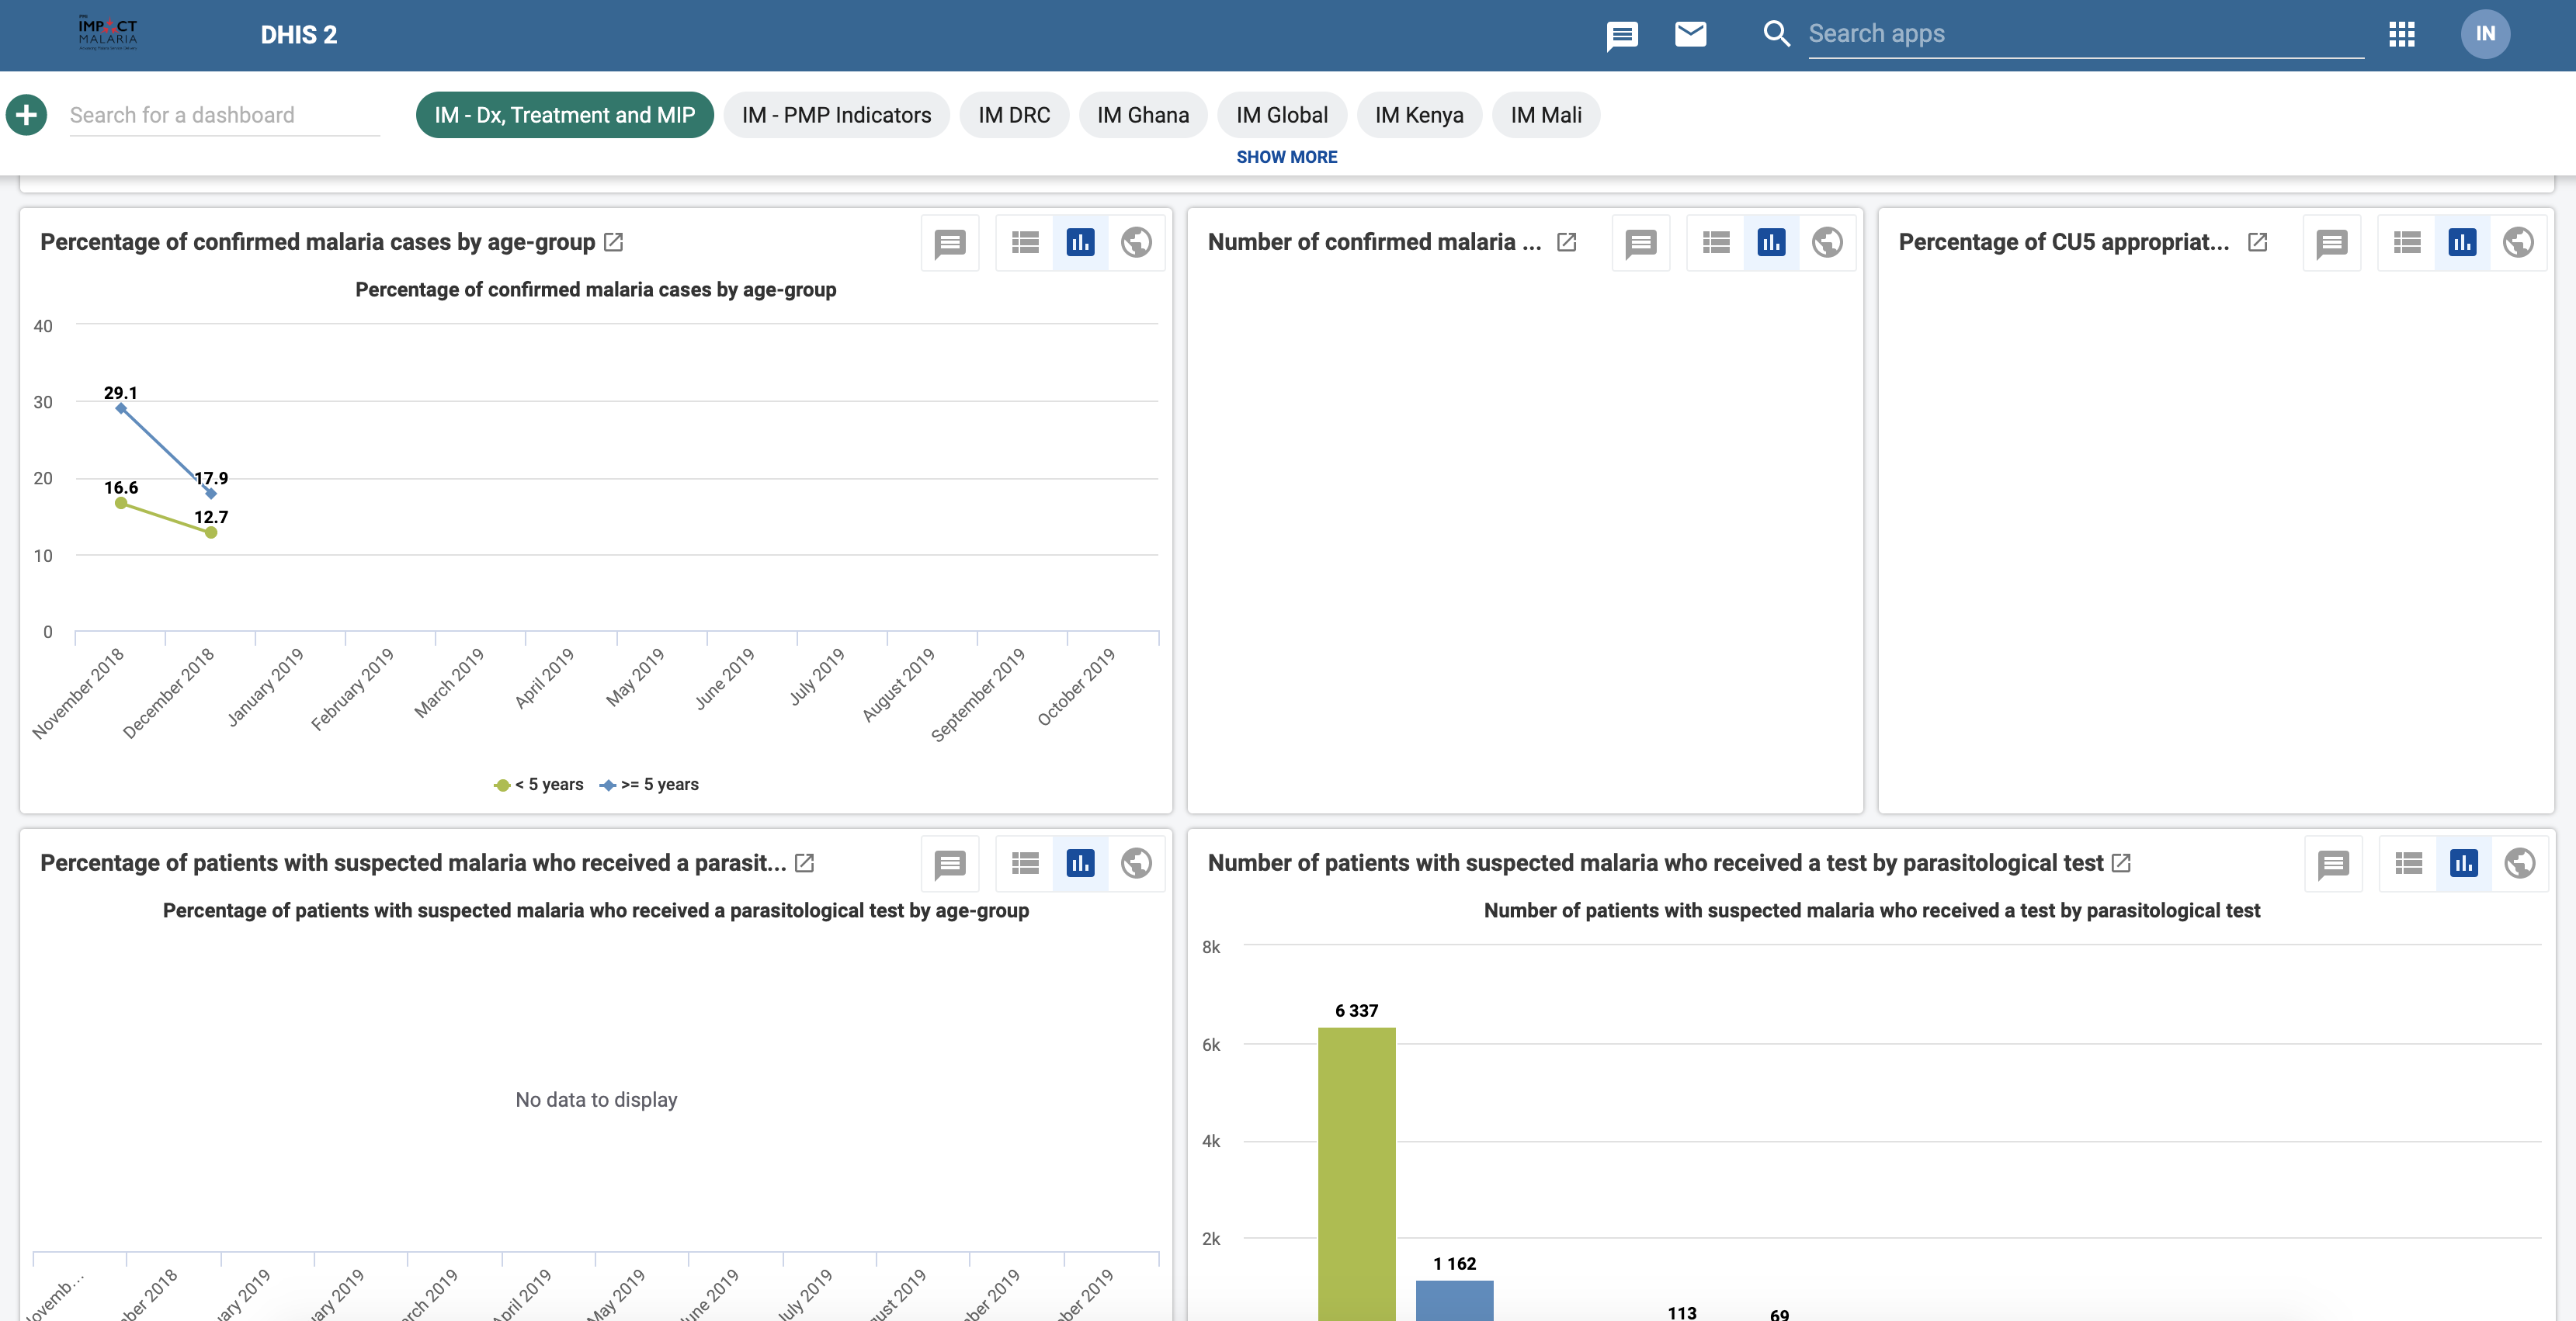 IMPACT
MALARIA
DHIS 2
Search apps
IN
Search for a dashboard
IM - Dx, Treatment and MIP
IM - PMP Indicators
IM DRC
IM Ghana
IM Global
IM Kenya
IM Mali
SHOW MORE
Percentage of confirmed malaria cases by age-group
Percentage of confirmed malaria cases by age-group
40
30
20
10
0
29.1
17.9
16.6
12.7
November 2018
December 2018
January 2019
February 2019
March 2019
April 2019
May 2019
June 2019
July 2019
August 2019
September 2019
October 2019
< 5 years
>= 5 years
Number of confirmed malaria ...
Percentage of CU5 appropriat...
Percentage of patients with suspected malaria who received a parasit...
Percentage of patients with suspected malaria who received a parasitological test by age-group
No data to display
ovemb...
ber 2018
uary 2019
uary 2019
arch 2019
April 2019
May 2019
une 2019
July 2019
gust 2019
mber 2019
ber 2019
Number of patients with suspected malaria who received a test by parasitological test
Number of patients with suspected malaria who received a test by parasitological test
8k
6k
4k
2k
6 337
1 162
113
69